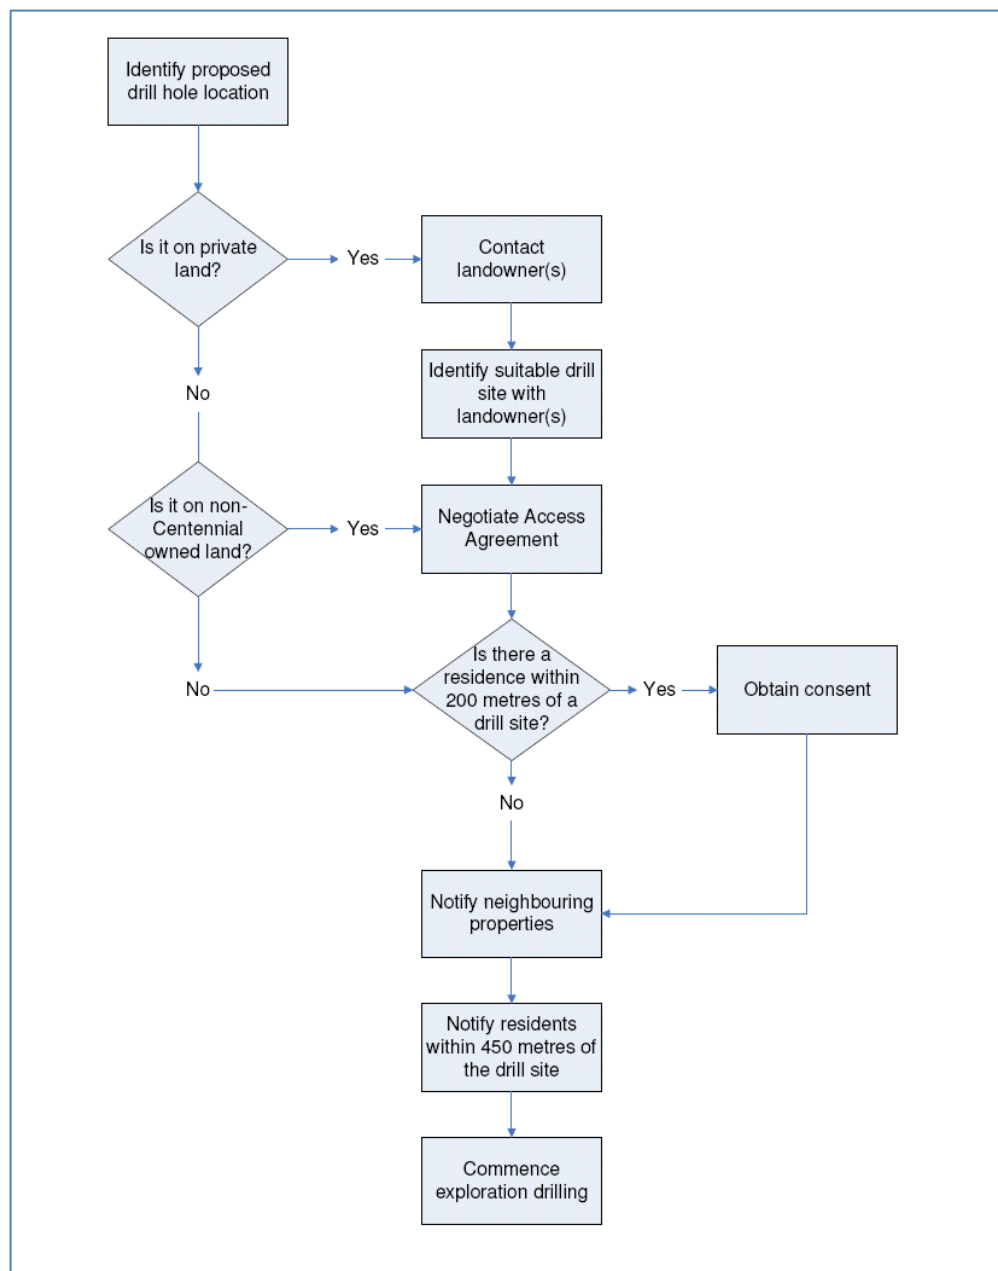 Identify proposed
drill hole location
Is it on private
land?
Yes
Contact
landowner(s)
Identify suitable drill
site with
landowner(s)
No
Is it on non-
Centennial
owned land?
Yes
Negotiate Access
Agreement
Is there a
residence within
200 metres of a
drill site?
No
Yes
Obtain consent
No
Notify neighbouring
properties
Notify residents
within 450 metres of
the drill site
Commence
exploration drilling